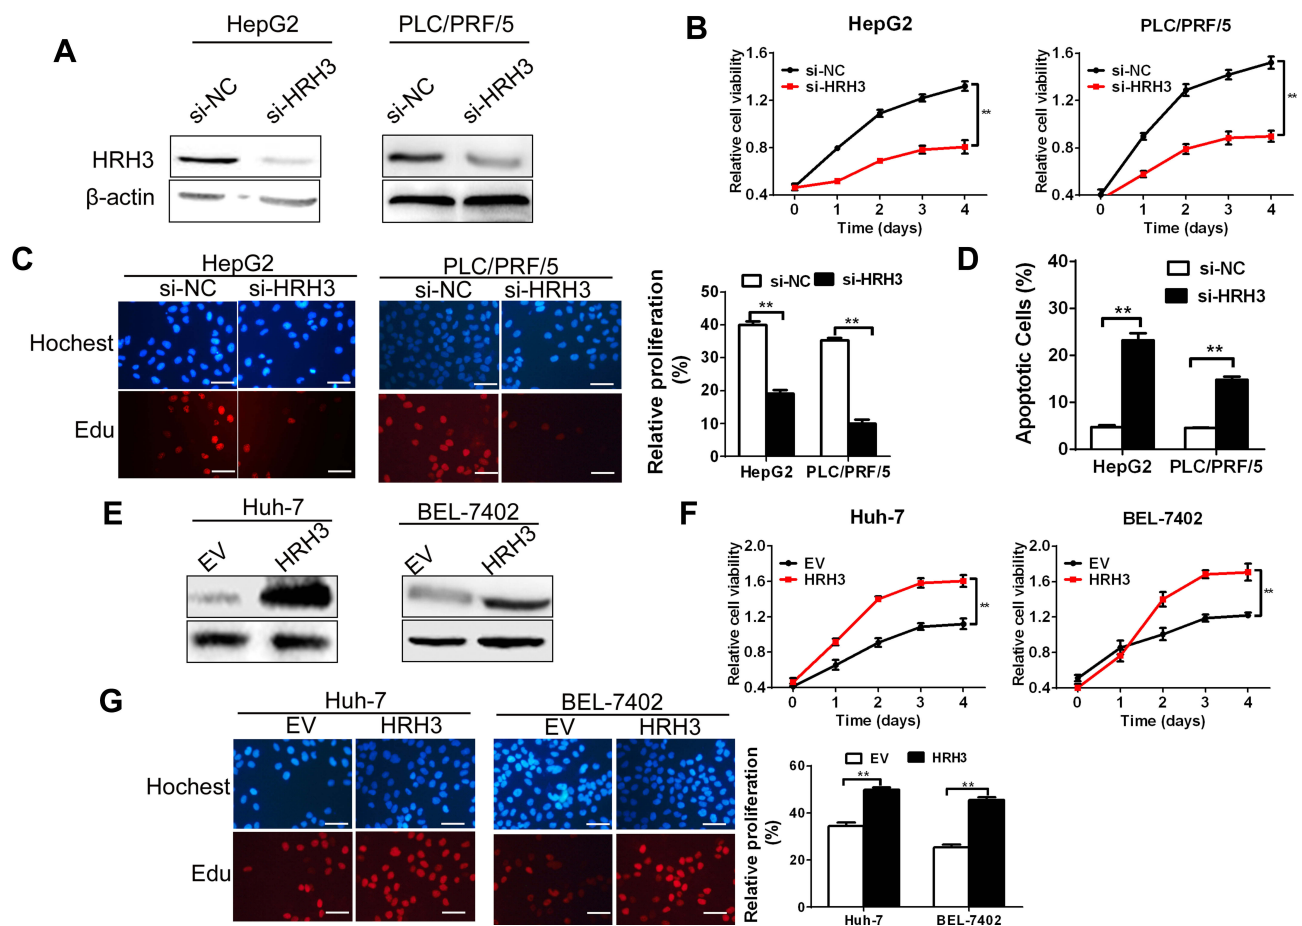 A
HepG2
PLC/PRF/5
si-NC
si-HRH3
si-NC
si-HRH3
HRH3
β-actin
B
HepG2
Relative cell viability
1.6
1.2
0.8
0.4
si-NC
si-HRH3
**
0 1 2 3 4
Time (days)
PLC/PRF/5
Relative cell viability
1.6
1.2
0.8
0.4
si-NC
si-HRH3
**
0 1 2 3 4
Time (days)
C
HepG2
si-NC si-HRH3
PLC/PRF/5
si-NC si-HRH3
Hochest
Edu
Relative proliferation
(%)
si-NC si-HRH3
50
40
30
20
10
0
** **
HepG2 PLC/PRF/5
D
Apoptotic Cells (%)
40
30
20
10
0
si-NC
si-HRH3
**
**
HepG2 PLC/PRF/5
E
Huh-7
BEL-7402
EV
HRH3
EV
HRH3
F
Huh-7
Relative cell viability
2.0
1.6
1.2
0.8
0.4
EV
HRH3
**
0 1 2 3 4
Time (days)
BEL-7402
Relative cell viability
2.0
1.6
1.2
0.8
0.4
EV
HRH3
**
0 1 2 3 4
Time (days)
G
Huh-7
EV HRH3
BEL-7402
EV HRH3
Hochest
Edu
Relative proliferation
(%)
EV HRH3
60
40
20
0
** **
Huh-7 BEL-7402